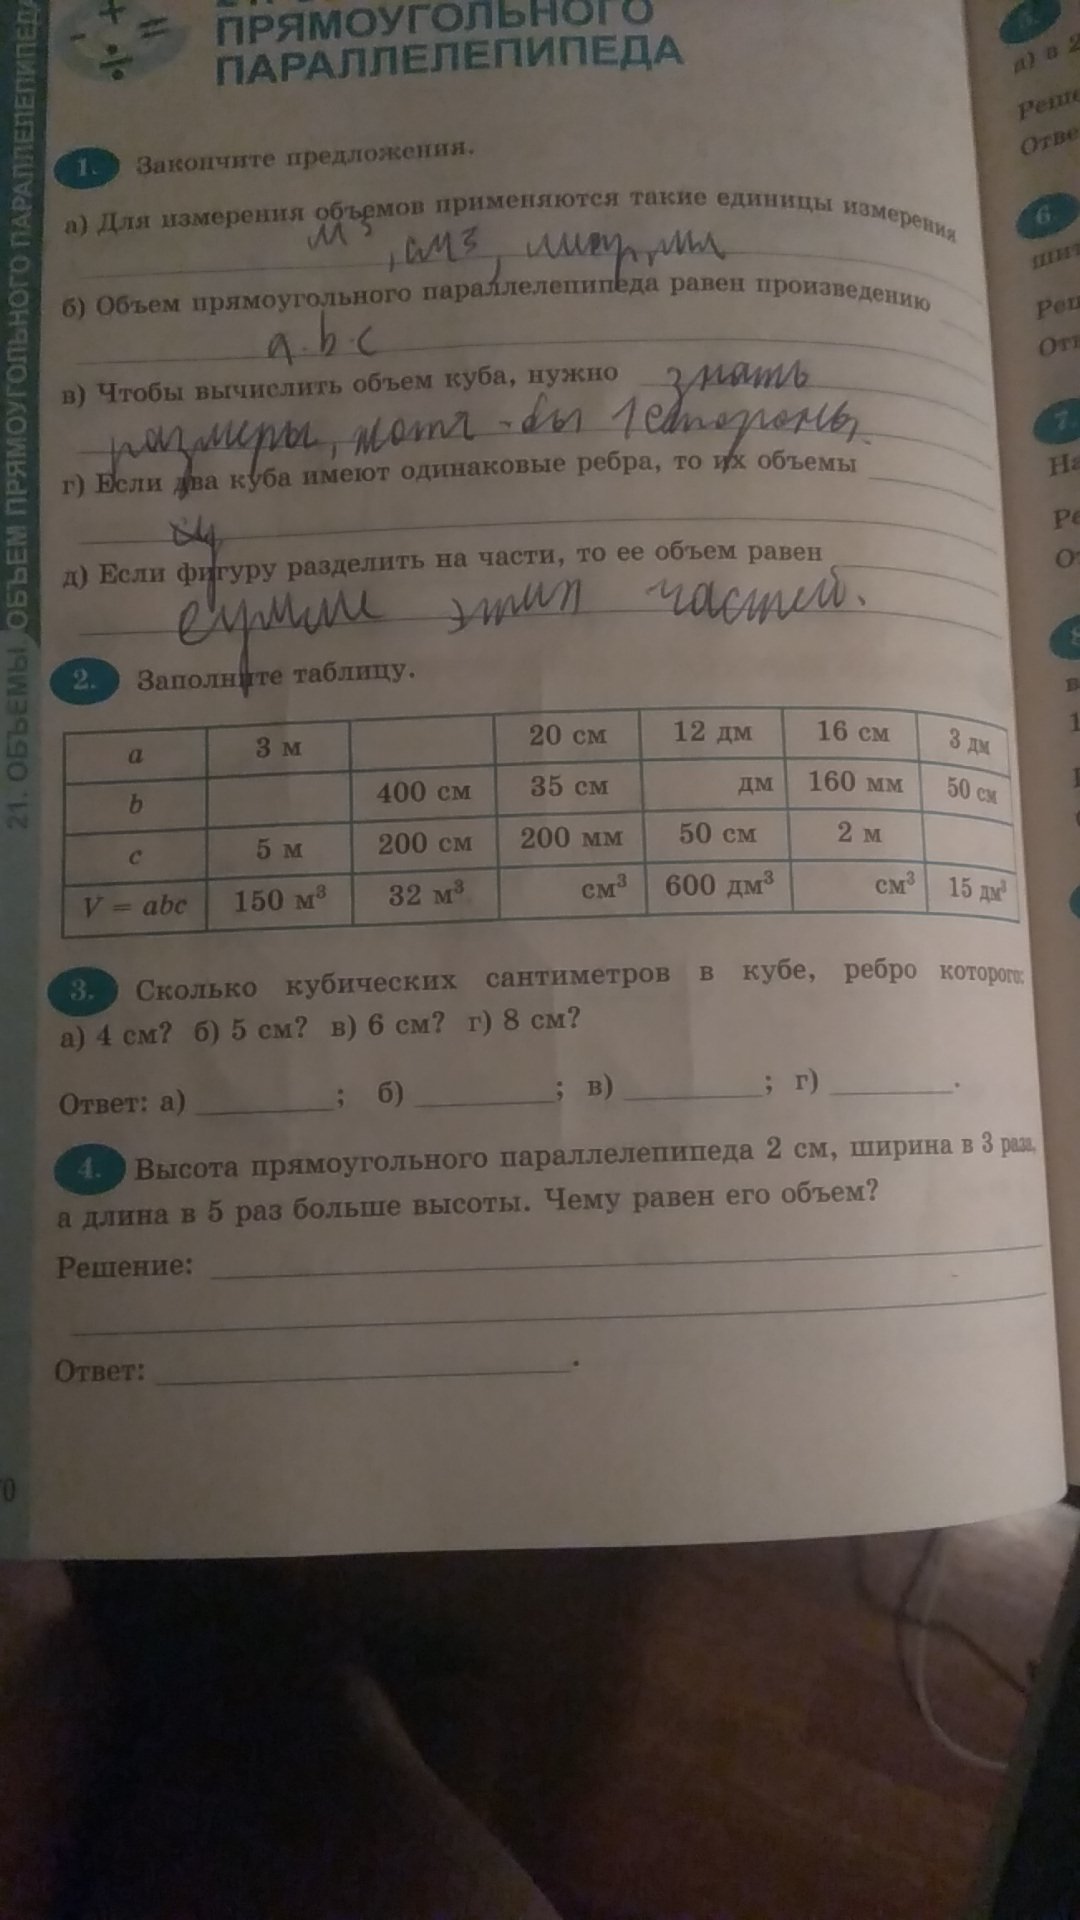 ПРЯМОУГОЛЬНОГО
ПАРАЛЛЕЛЕПИПЕДА
21. ОБЪЕМЫ. ОБЪЕМ ПРЯМОУГОЛЬНОГО ПАРАЛЛЕЛЕПИПЕДА
1. Закончите предложения.
а) Для измерения объемов применяются такие единицы измерения
м³, см³, литр, мл
б) Объем прямоугольного параллелепипеда равен произведению
a·b·c
в) Чтобы вычислить объем куба, нужно знать
размеры, хотя-бы 1 стороны.
г) Если два куба имеют одинаковые ребра, то их объемы
д) Если фигуру разделить на части, то ее объем равен
сумме этих частей.
2. Заполните таблицу.
a 3 м 20 см 12 дм 16 см 3 дм
b 400 см 35 см дм 160 мм 50 см
c 5 м 200 см 200 мм 50 см 2 м
V = abc 150 м³ 32 м³ см³ 600 дм³ см³ 15 дм³
3. Сколько кубических сантиметров в кубе, ребро которого:
а) 4 см? б) 5 см? в) 6 см? г) 8 см?
Ответ: а) ; б) ; в) ; г) .
4. Высота прямоугольного параллелепипеда 2 см, ширина в 3 раза,
а длина в 5 раз больше высоты. Чему равен его объем?
Решение:
Ответ: .
5.
а) в 2
6.
7.